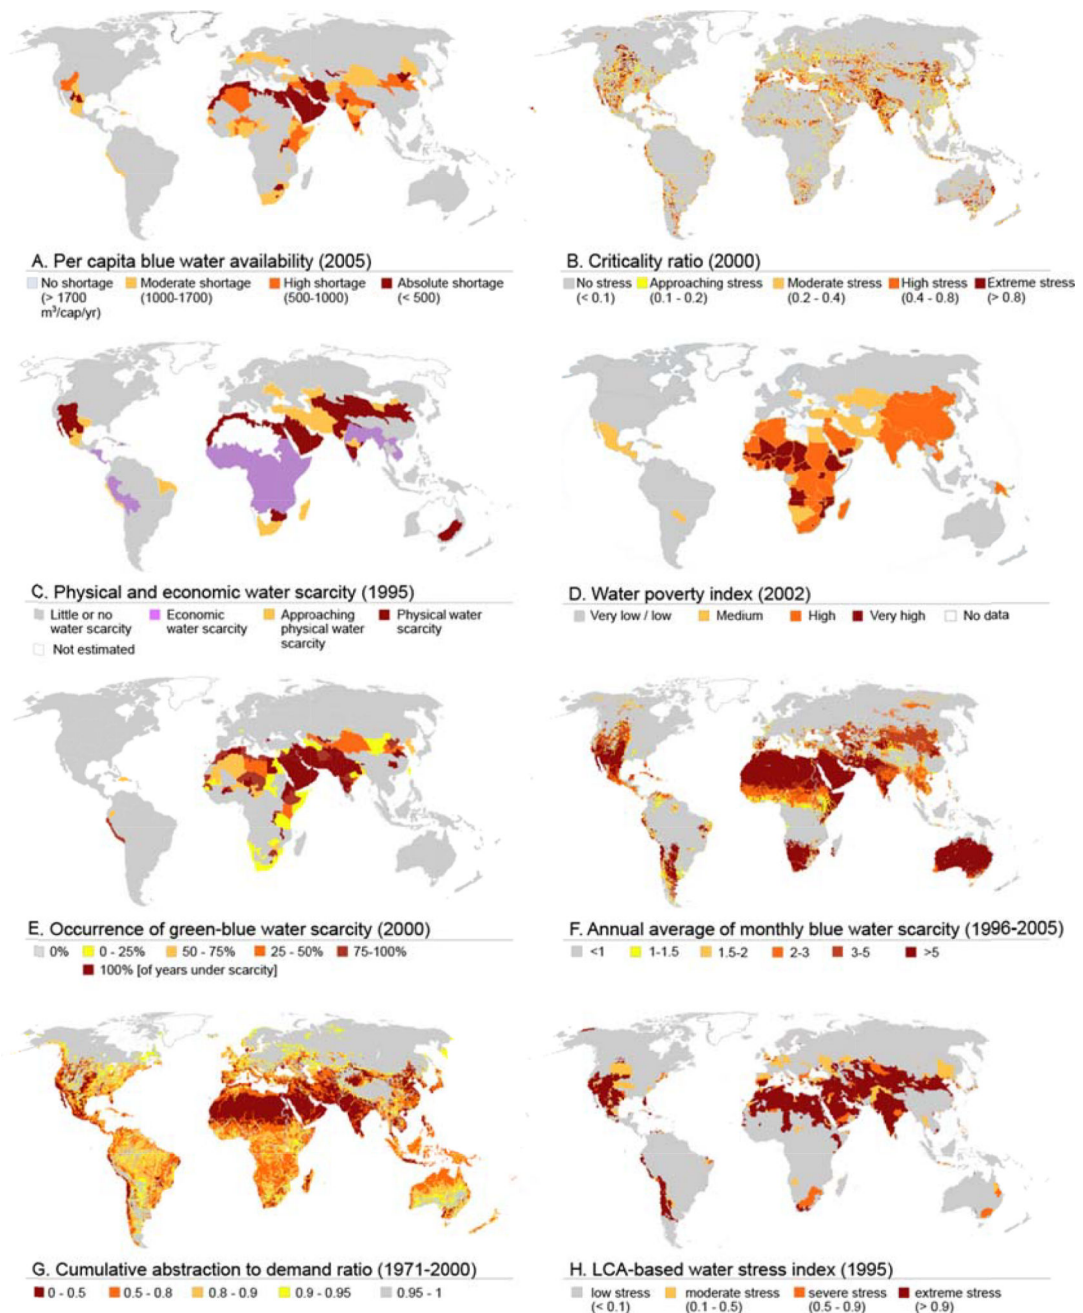 A. Per capita blue water availability (2005)
No shortage
(> 1700
m³/cap/yr)
Moderate shortage
(1000-1700)
High shortage
(500-1000)
Absolute shortage
(< 500)
B. Criticality ratio (2000)
No stress
(< 0.1)
Approaching stress
(0.1 - 0.2)
Moderate stress
(0.2 - 0.4)
High stress
(0.4 - 0.8)
Extreme stress
(> 0.8)
C. Physical and economic water scarcity (1995)
Little or no
water scarcity
Economic
water scarcity
Approaching
physical water
scarcity
Physical water
scarcity
Not estimated
D. Water poverty index (2002)
Very low / low
Medium
High
Very high
No data
E. Occurrence of green-blue water scarcity (2000)
0%
0 - 25%
50 - 75%
25 - 50%
75-100%
100% [of years under scarcity]
F. Annual average of monthly blue water scarcity (1996-2005)
<1
1-1.5
1.5-2
2-3
3-5
>5
G. Cumulative abstraction to demand ratio (1971-2000)
0 - 0.5
0.5 - 0.8
0.8 - 0.9
0.9 - 0.95
0.95 - 1
H. LCA-based water stress index (1995)
low stress
(< 0.1)
moderate stress
(0.1 - 0.5)
severe stress
(0.5 - 0.9)
extreme stress
(> 0.9)